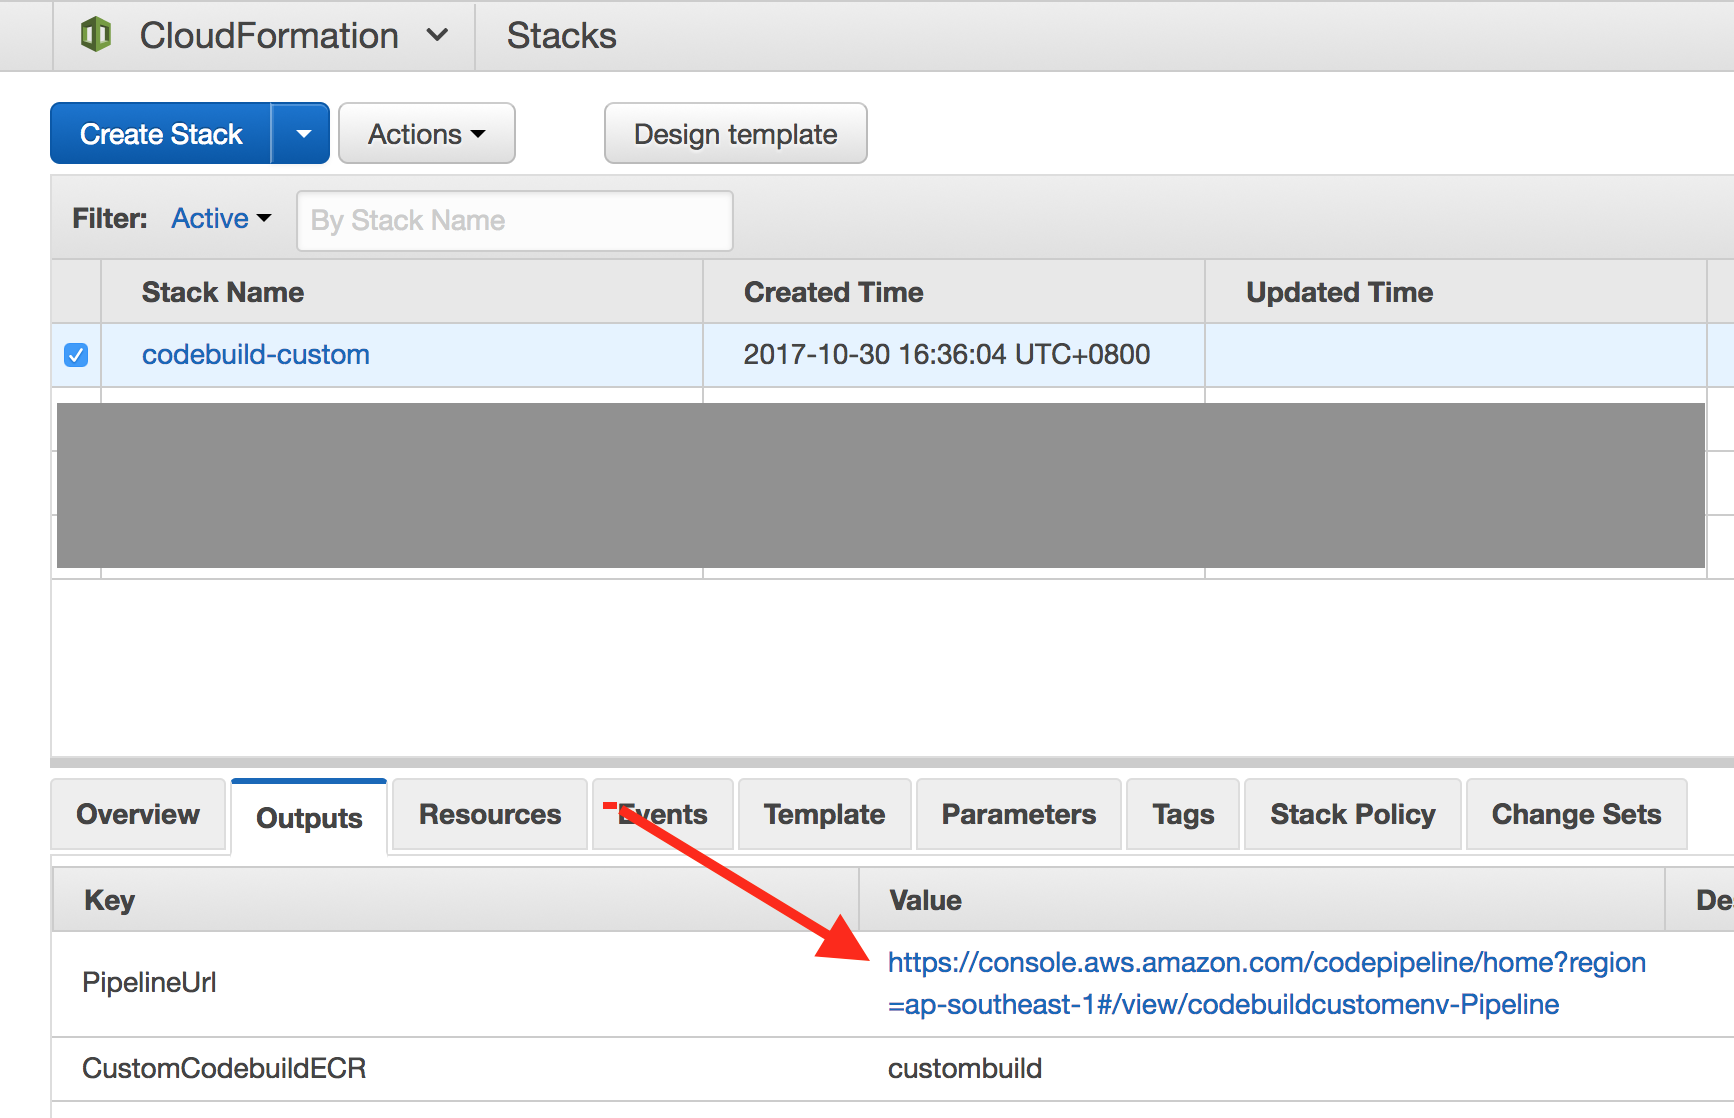 CloudFormation Stacks
Create Stack Actions Design template
Filter: Active By Stack Name
Stack Name Created Time Updated Time
codebuild-custom 2017-10-30 16:36:04 UTC+0800
Overview Outputs Resources Events Template Parameters Tags Stack Policy Change Sets
Key Value
PipelineUrl https://console.aws.amazon.com/codepipeline/home?region
=ap-southeast-1#/view/codebuildcustomenv-Pipeline
CustomCodebuildECR custombuild